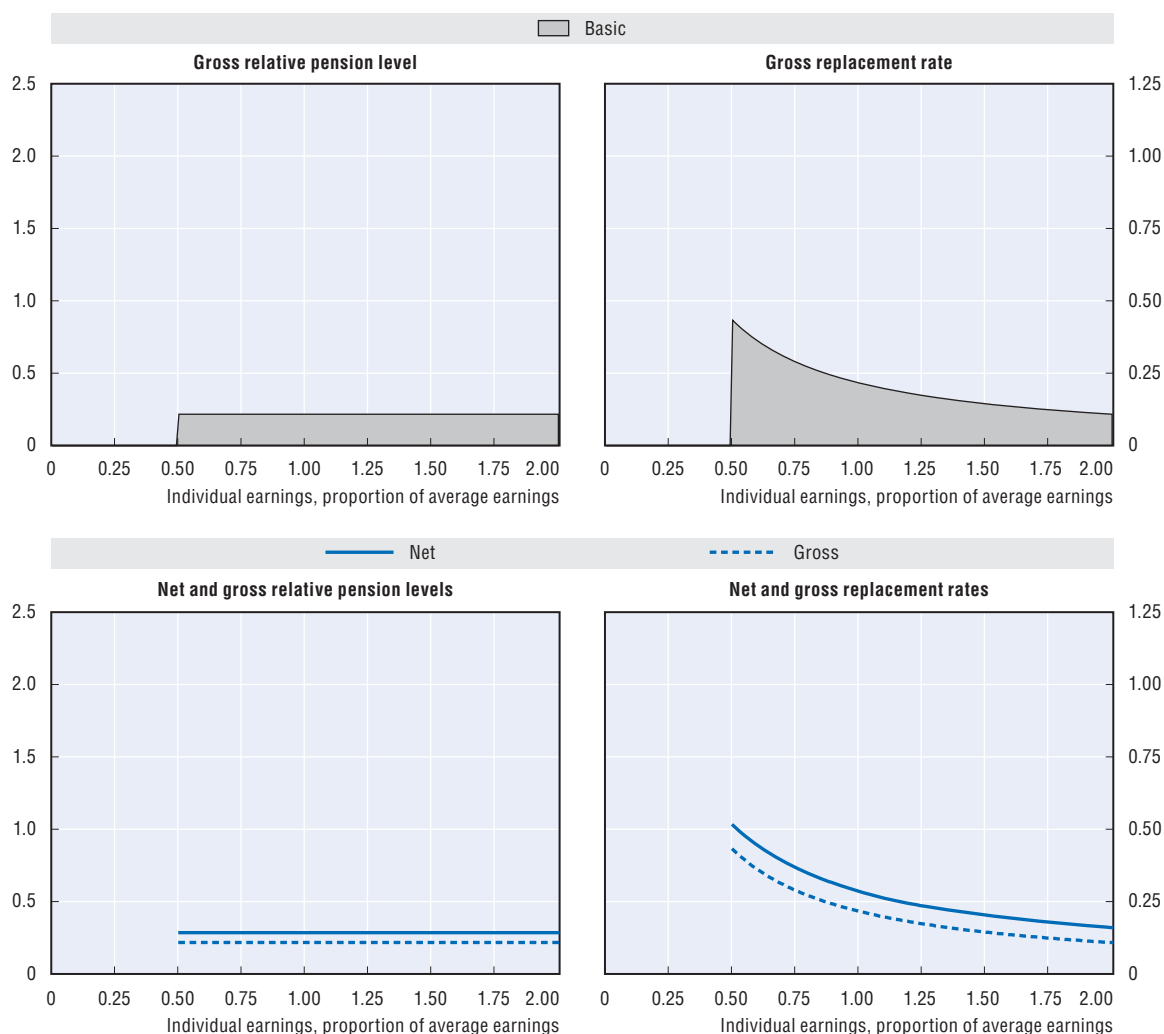 Basic
Gross relative pension level
Gross replacement rate
2.5
2.0
1.5
1.0
0.5
0
1.25
1.00
0.75
0.50
0.25
0
0 0.25 0.50 0.75 1.00 1.25 1.50 1.75 2.00
0 0.25 0.50 0.75 1.00 1.25 1.50 1.75 2.00
Individual earnings, proportion of average earnings
Individual earnings, proportion of average earnings
Net
Gross
Net and gross relative pension levels
Net and gross replacement rates
2.5
2.0
1.5
1.0
0.5
0
1.25
1.00
0.75
0.50
0.25
0
0 0.25 0.50 0.75 1.00 1.25 1.50 1.75 2.00
0 0.25 0.50 0.75 1.00 1.25 1.50 1.75 2.00
Individual earnings, proportion of average earnings
Individual earnings, proportion of average earnings